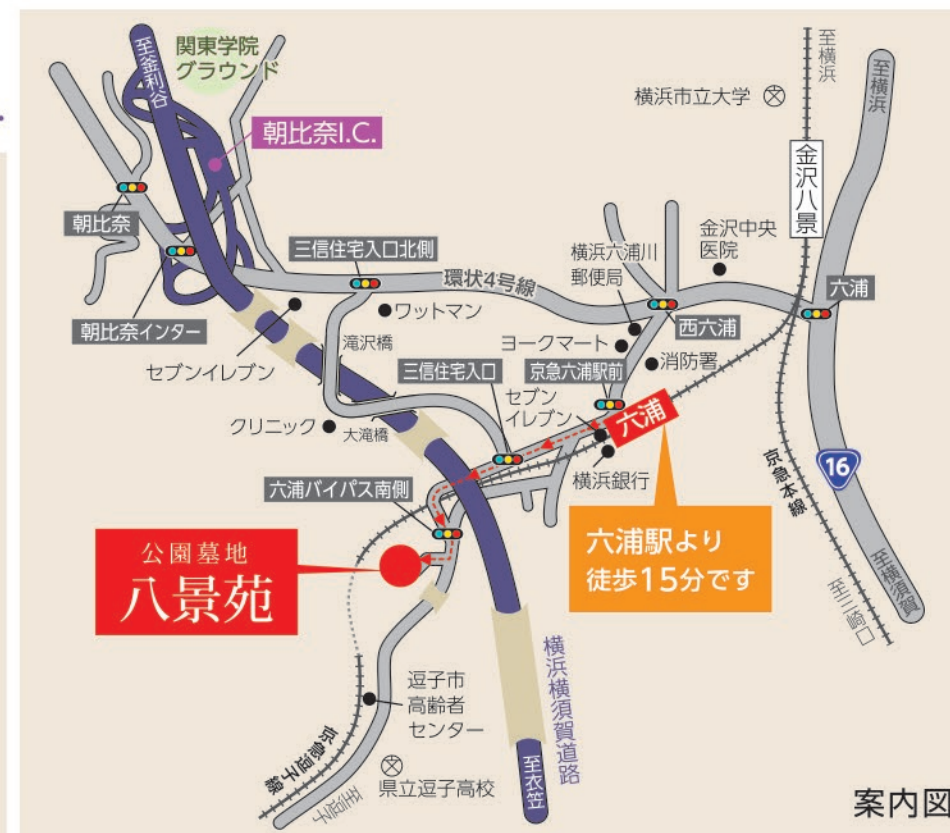 至釜利谷
関東学院
グラウンド
朝比奈I.C.
横浜市立大学
至横浜
至横浜
金沢八景
朝比奈
三信住宅入口北側
環状4号線
横浜六浦川
郵便局
金沢中央
医院
六浦
朝比奈インター
ワットマン
西六浦
セブンイレブン
滝沢橋
ヨークマート
消防署
三信住宅入口
京急六浦駅前
セブン
イレブン
六浦
クリニック
大滝橋
横浜銀行
京急本線
16
六浦バイパス南側
公園墓地
八景苑
六浦駅より
徒歩15分です
至横須賀
至三崎口
横浜横須賀道路
逗子市
高齢者
センター
京急逗子線
至逗子
県立逗子高校
至衣笠
案内図